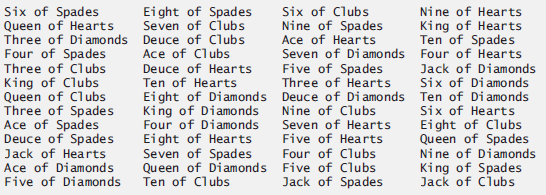 Six of Spades Eight of Spades Six of Clubs Nine of Hearts
Queen of Hearts Seven of Clubs Nine of Spades King of Hearts
Three of Diamonds Deuce of Clubs Ace of Hearts Ten of Spades
Four of Spades Ace of Clubs Seven of Diamonds Four of Hearts
Three of Clubs Deuce of Hearts Five of Spades Jack of Diamonds
King of Clubs Ten of Hearts Three of Hearts Six of Diamonds
Queen of Clubs Eight of Diamonds Deuce of Diamonds Ten of Diamonds
Three of Spades King of Diamonds Nine of Clubs Six of Hearts
Ace of Spades Four of Diamonds Seven of Hearts Eight of Clubs
Deuce of Spades Eight of Hearts Five of Hearts Queen of Spades
Jack of Hearts Seven of Spades Four of Clubs Nine of Diamonds
Ace of Diamonds Queen of Diamonds Five of Clubs King of Spades
Five of Diamonds Ten of Clubs Jack of Spades Jack of Clubs